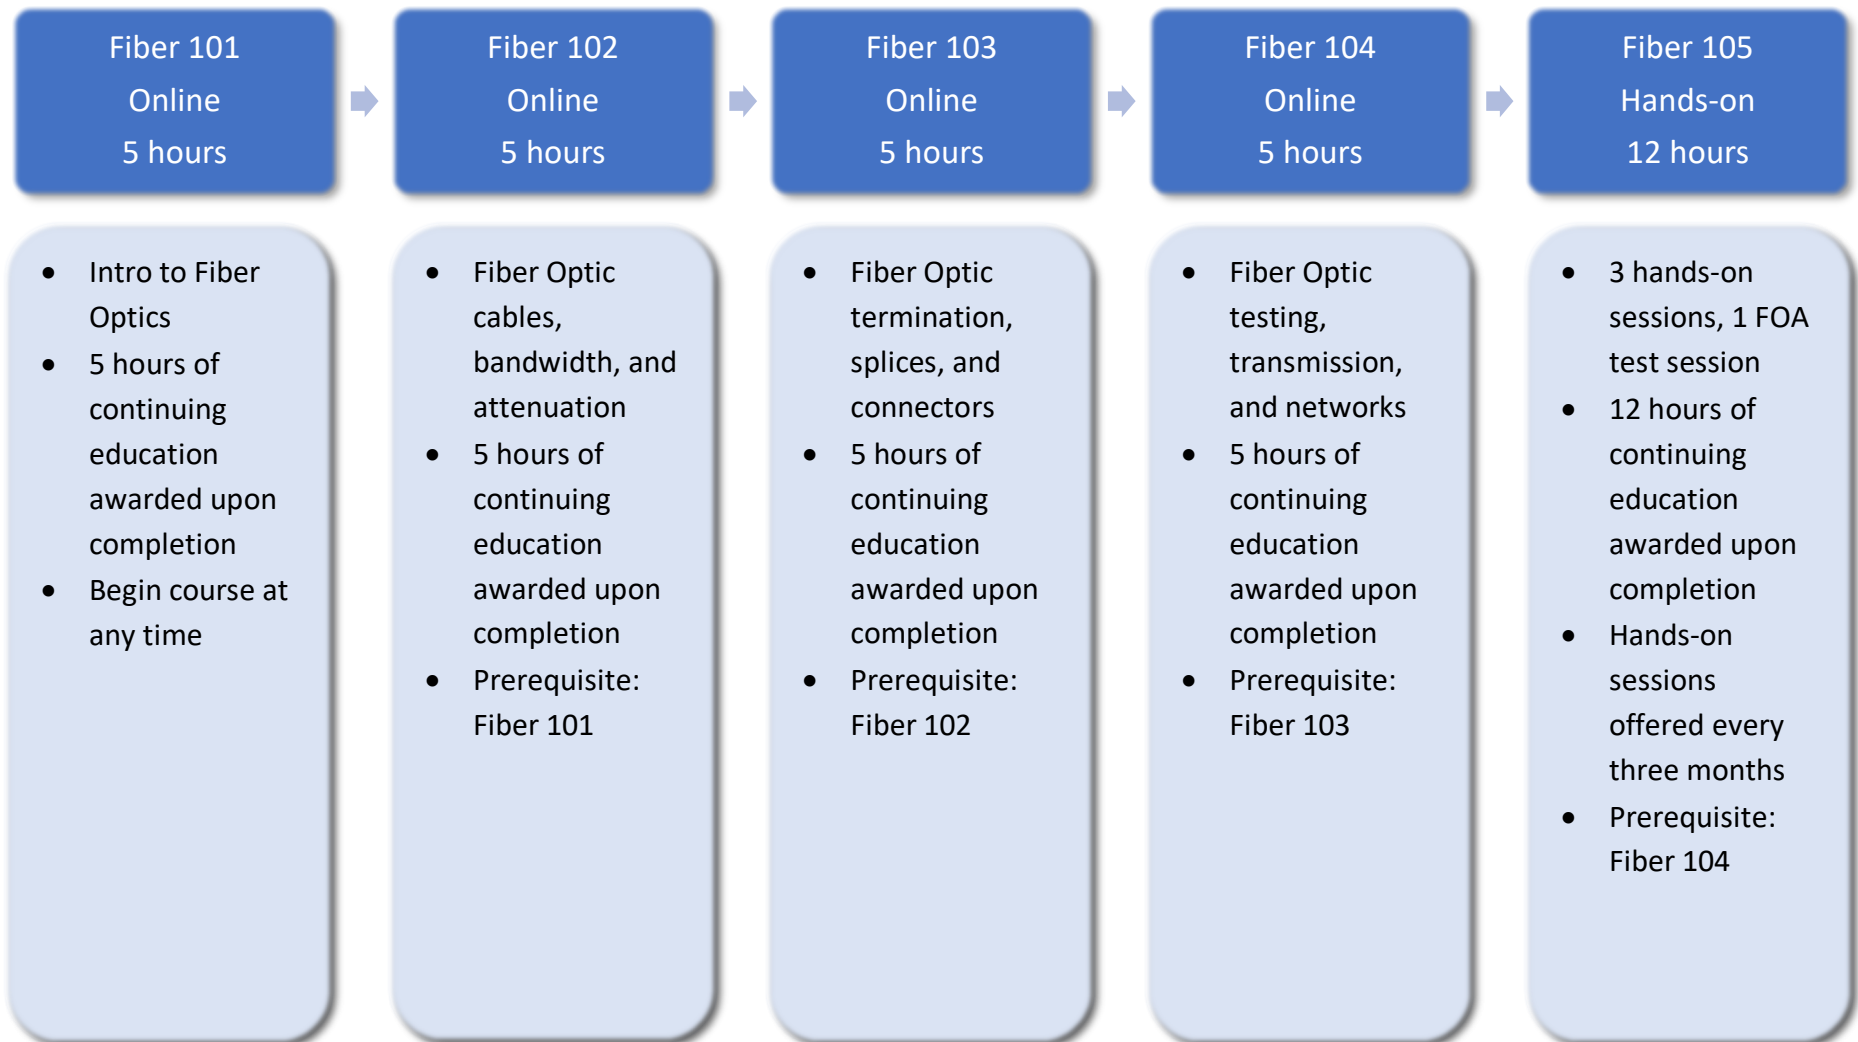 Fiber 101
Online
5 hours
Fiber 102
Online
5 hours
Fiber 103
Online
5 hours
Fiber 104
Online
5 hours
Fiber 105
Hands-on
12 hours
• Intro to Fiber
Optics
• 5 hours of
continuing
education
awarded upon
completion
• Begin course at
any time
• Fiber Optic
cables,
bandwidth, and
attenuation
• 5 hours of
continuing
education
awarded upon
completion
• Prerequisite:
Fiber 101
• Fiber Optic
termination,
splices, and
connectors
• 5 hours of
continuing
education
awarded upon
completion
• Prerequisite:
Fiber 102
• Fiber Optic
testing,
transmission,
and networks
• 5 hours of
continuing
education
awarded upon
completion
• Prerequisite:
Fiber 103
• 3 hands-on
sessions, 1 FOA
test session
• 12 hours of
continuing
education
awarded upon
completion
• Hands-on
sessions
offered every
three months
• Prerequisite:
Fiber 104